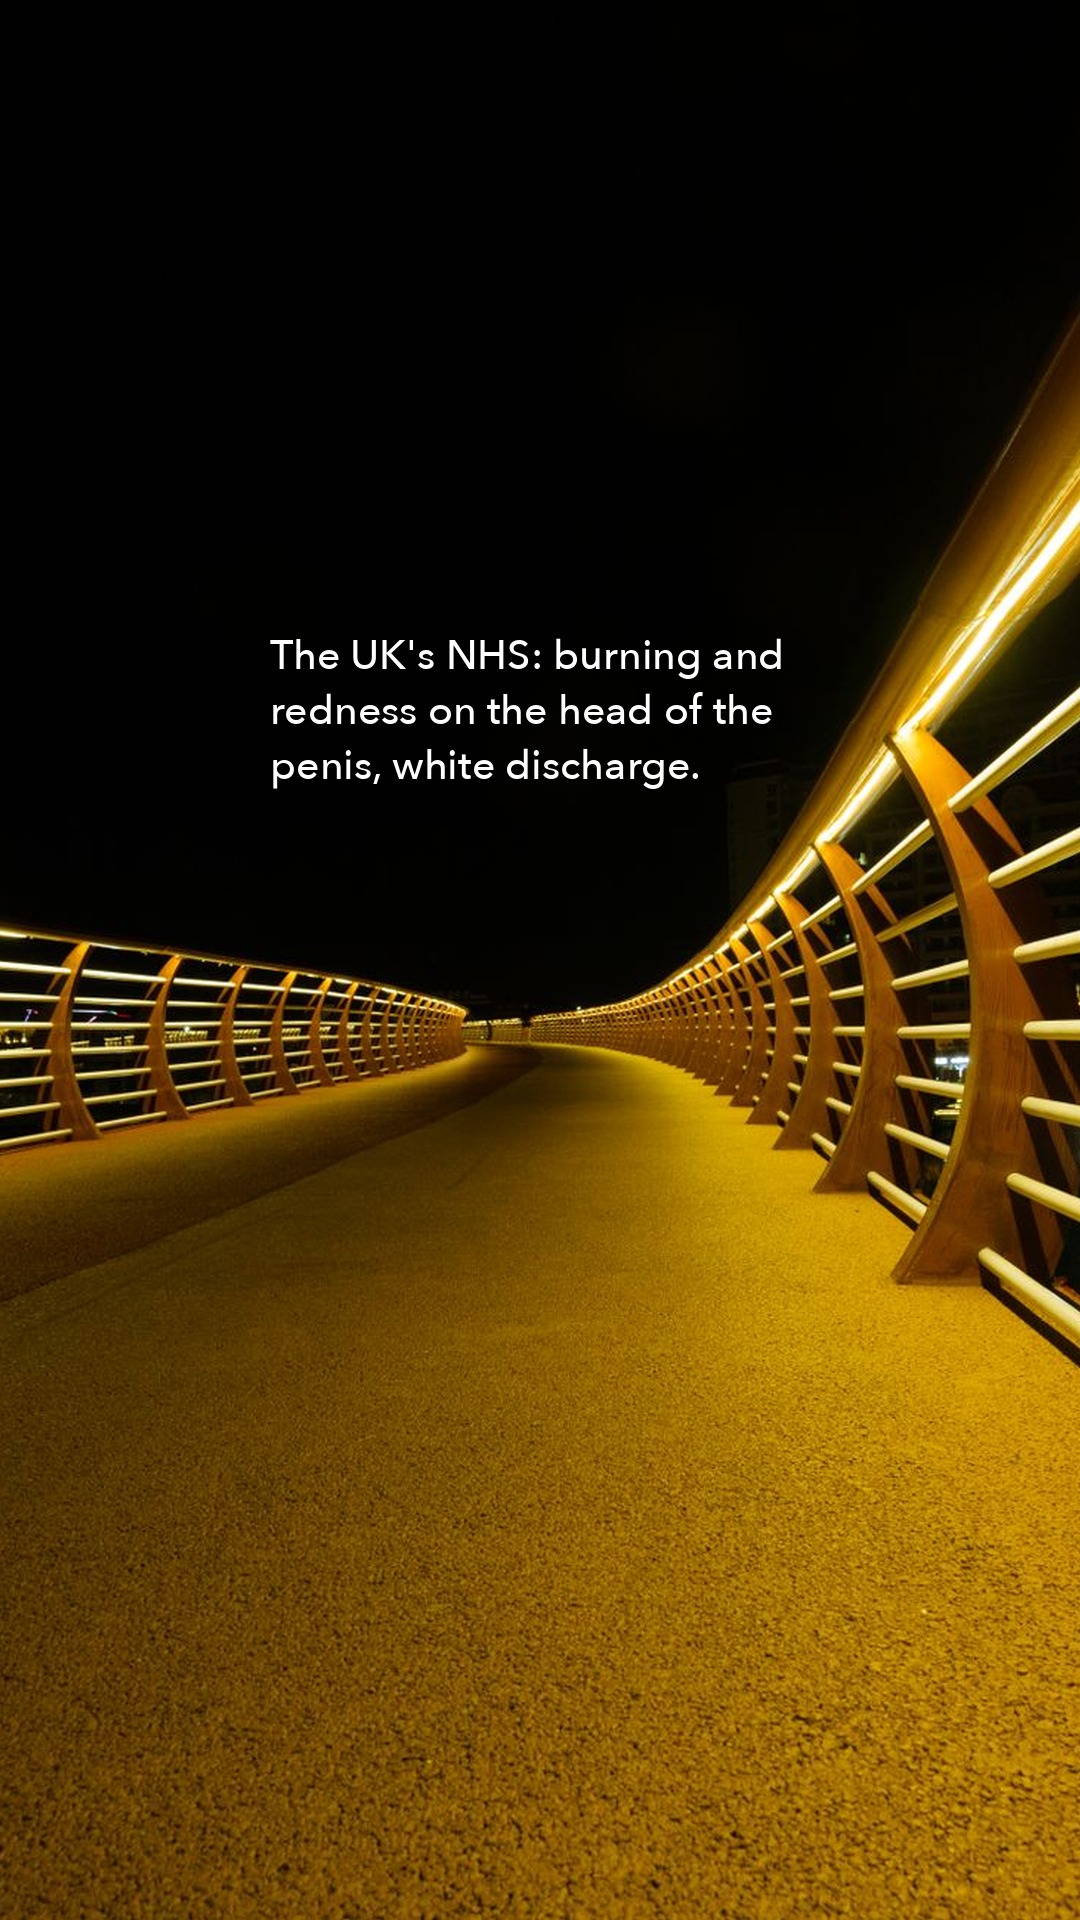 The UK's NHS: burning and
redness on the head of the
penis, white discharge.